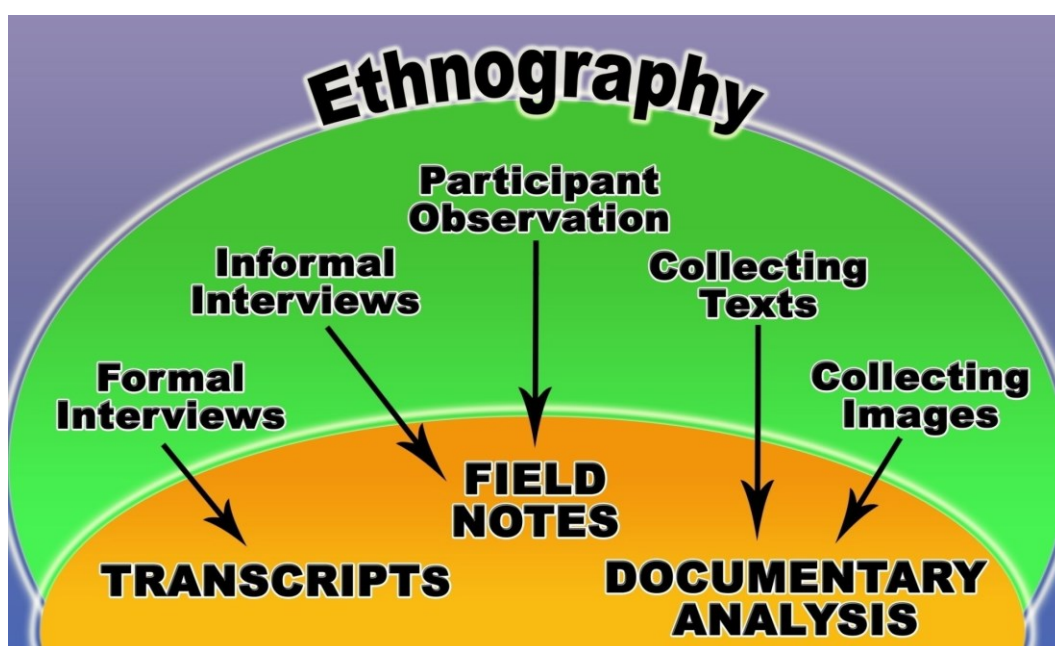 Ethnography
Participant
Observation
Informal
Interviews
Collecting
Texts
Formal
Interviews
Collecting
Images
FIELD
NOTES
TRANSCRIPTS
DOCUMENTARY
ANALYSIS